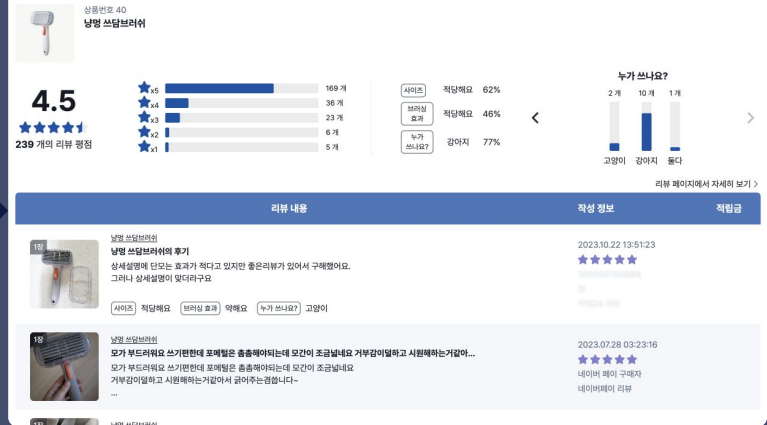 상품번호 40
냥멍 쓰담브러쉬
4.5
239 개의 리뷰 평점
x5 169 개
x4 36 개
x3 23 개
x2 6 개
x1 5 개
사이즈 적당해요 62%
브러싱 효과 적당해요 46%
누가 쓰나요? 강아지 77%
누가 쓰나요?
2 개 10 개 1 개
고양이 강아지 둘다
리뷰 페이지에서 자세히 보기 >
리뷰 내용 작성 정보 적립금
1장
냥멍 쓰담브러쉬
냥멍 쓰담브러쉬의 후기
상세설명에 단모는 효과가 적다고 있지만 좋은리뷰가 있어서 구해했어요.
그러나 상세설명이 맞더라구요
사이즈 적당해요 브러싱 효과 약해요 누가 쓰나요? 고양이
2023.10.22 13:51:23
1장
냥멍 쓰담브러쉬
모가 부드러워요 쓰기편한데 포메털은 촘촘해야되는데 모간이 조금넓네요 거부감이덜하고 시원해하는거같아...
모가 부드러워요 쓰기편한데 포메털은 촘촘해야되는데 모간이 조금넓네요
거부감이덜하고 시원해하는거같아서 긁어주는겸씁니다~
...
2023.07.28 03:23:16
네이버 페이 구매자
네이버페이 리뷰